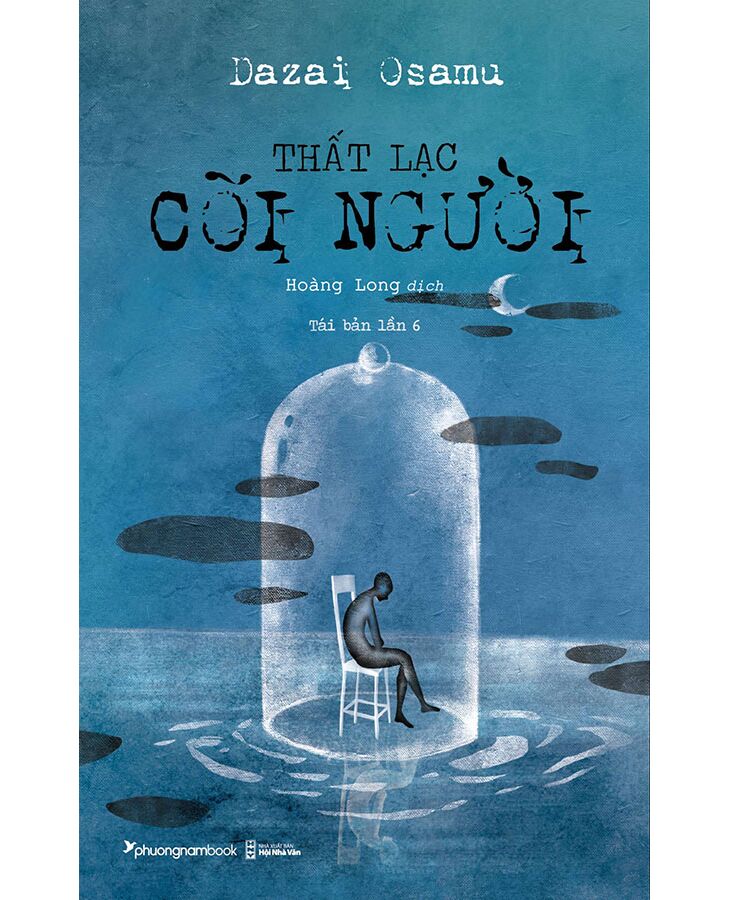 Dazai Osamu
THẤT LẠC
CÕI NGƯỜI
Hoàng Long dịch
Tái bản lần 6
phuongnambook
NHÀ XUẤT BẢN
Hội Nhà Văn